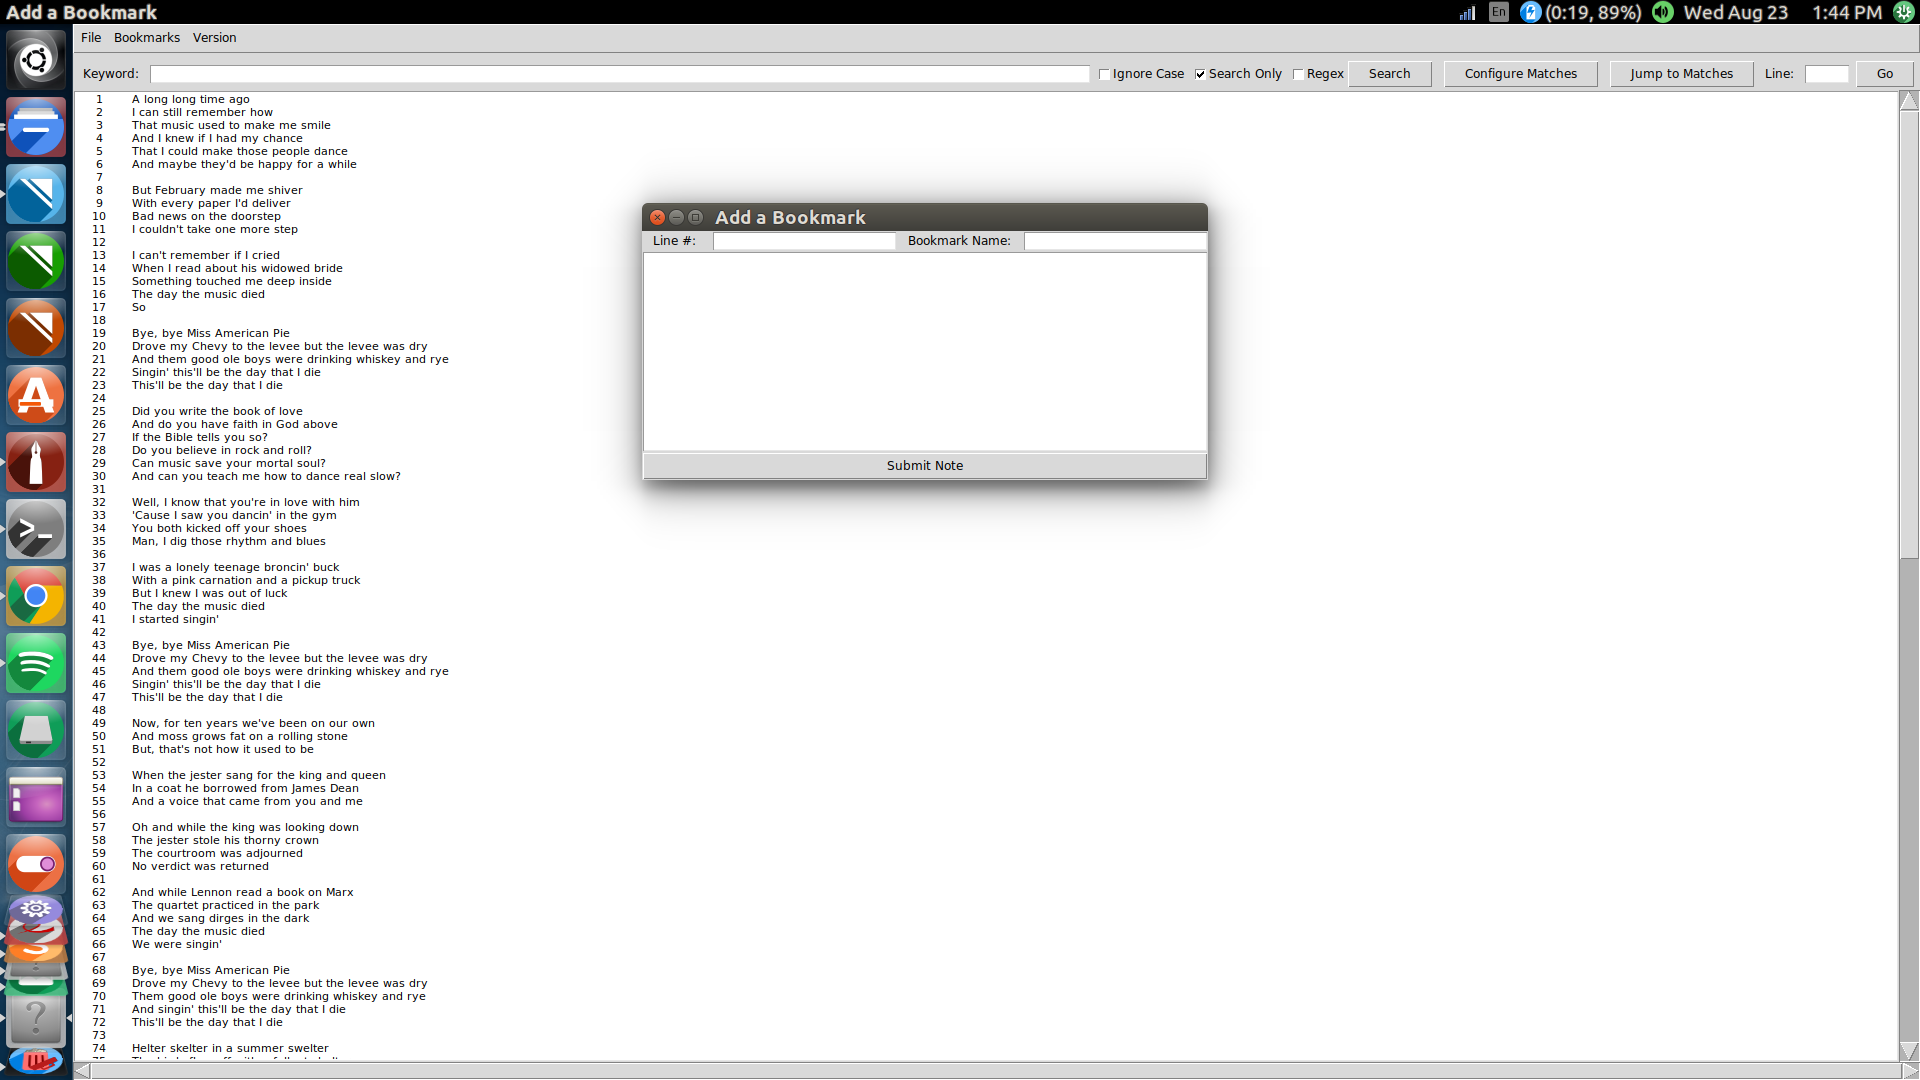 Add a Bookmark
En (0:19, 89%) Wed Aug 23 1:44 PM
File Bookmarks Version
Keyword: Ignore Case Search Only Regex Search Configure Matches Jump to Matches Line: Go
1 A long long time ago
2 I can still remember how
3 That music used to make me smile
4 And I knew if I had my chance
5 That I could make those people dance
6 And maybe they'd be happy for a while
7
8 But February made me shiver
9 With every paper I'd deliver
10 Bad news on the doorstep
11 I couldn't take one more step
12
13 I can't remember if I cried
14 When I read about his widowed bride
15 Something touched me deep inside
16 The day the music died
17 So
18
19 Bye, bye Miss American Pie
20 Drove my Chevy to the levee but the levee was dry
21 And them good ole boys were drinking whiskey and rye
22 Singin' this'll be the day that I die
23 This'll be the day that I die
24
25 Did you write the book of love
26 And do you have faith in God above
27 If the Bible tells you so?
28 Do you believe in rock and roll?
29 Can music save your mortal soul?
30 And can you teach me how to dance real slow?
31
32 Well, I know that you're in love with him
33 'Cause I saw you dancin' in the gym
34 You both kicked off your shoes
35 Man, I dig those rhythm and blues
36
37 I was a lonely teenage broncin' buck
38 With a pink carnation and a pickup truck
39 But I knew I was out of luck
40 The day the music died
41 I started singin'
42
43 Bye, bye Miss American Pie
44 Drove my Chevy to the levee but the levee was dry
45 And them good ole boys were drinking whiskey and rye
46 Singin' this'll be the day that I die
47 This'll be the day that I die
48
49 Now, for ten years we've been on our own
50 And moss grows fat on a rolling stone
51 But, that's not how it used to be
52
53 When the jester sang for the king and queen
54 In a coat he borrowed from James Dean
55 And a voice that came from you and me
56
57 Oh and while the king was looking down
58 The jester stole his thorny crown
59 The courtroom was adjourned
60 No verdict was returned
61
62 And while Lennon read a book on Marx
63 The quartet practiced in the park
64 And we sang dirges in the dark
65 The day the music died
66 We were singin'
67
68 Bye, bye Miss American Pie
69 Drove my Chevy to the levee but the levee was dry
70 Them good ole boys were drinking whiskey and rye
71 And singin' this'll be the day that I die
72 This'll be the day that I die
73
74 Helter skelter in a summer swelter
Add a Bookmark
Line #: Bookmark Name:
Submit Note